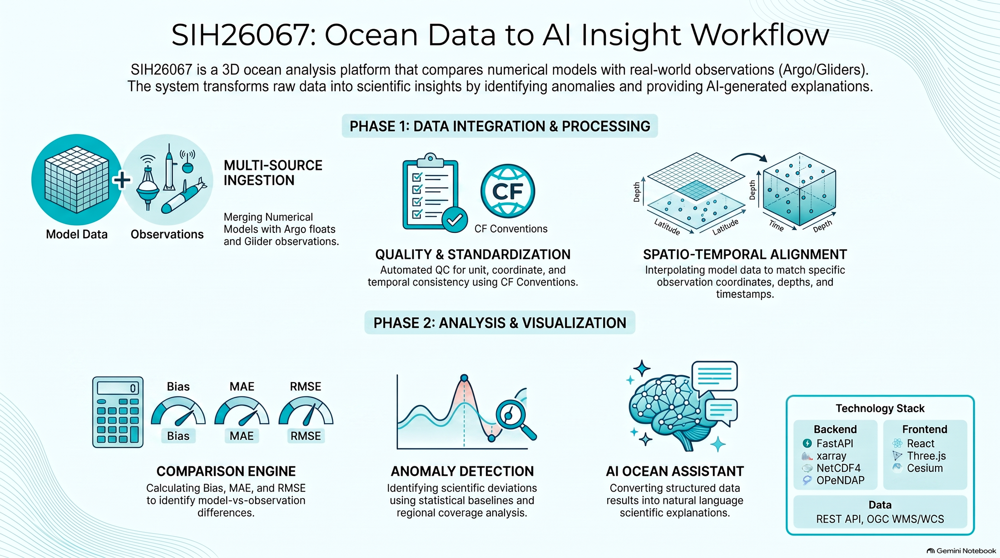 SIH26067: Ocean Data to AI Insight Workflow
SIH26067 is a 3D ocean analysis platform that compares numerical models with real-world observations (Argo/Gliders).
The system transforms raw data into scientific insights by identifying anomalies and providing AI-generated explanations.
PHASE 1: DATA INTEGRATION & PROCESSING
Model Data
Observations
MULTI-SOURCE
INGESTION
Merging Numerical
Models with Argo floats
and Giider observations.
CF
CF Conventions
QUALITY & STANDARDIZATION
Automated QC for unit, coordinate, and
temporal consistency using CF Conventions.
Depth
Latitude
Latitude
Depth
Time
Depth
SPATIO-TEMPORAL ALIGNMENT
Interpolating model data to match specific
observation coordinates, depths, and
timestamps.
PHASE 2: ANALYSIS & VISUALIZATION
0
Bias
MAE
RMSE
Bias
MAE
RMSE
COMPARISON ENGINE
Calculating Bias, MAE, and RMSE
to identify model-vs-observation
differences.
ANOMALY DETECTION
Identifying scientific deviations
using statistical baselines and
regional coverage analysis.
AI OCEAN ASSISTANT
Converting structured data
results into natural language
scientific explanations.
Technology Stack
Backend
FastAPI
xarray
NetCDF4
OPeNDAP
Frontend
React
Three.js
Cesium
Data
REST API, OGC WMS/WCS
Gemini Notebook